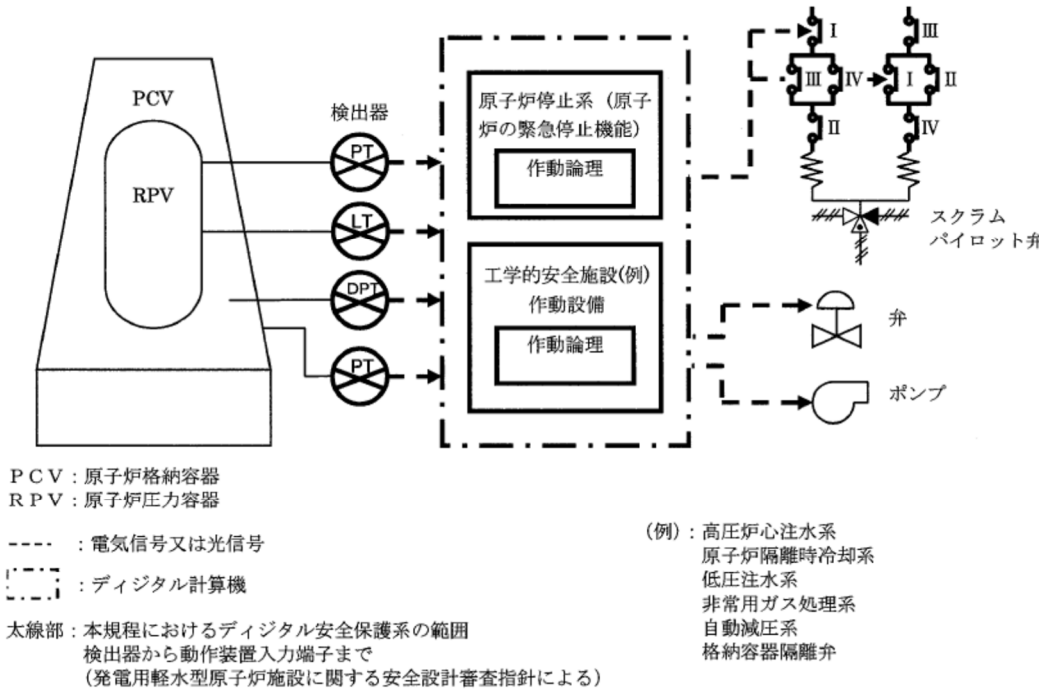 PCV
RPV
検出器
PT
LT
DPT
PT
原子炉停止系（原子
炉の緊急停止機能）
作動論理
工学的安全施設(例)
作動設備
作動論理
I
III
III
IV
I
II
II
IV
スクラム
パイロット弁
弁
ポンプ
ＰＣＶ：原子炉格納容器
ＲＰＶ：原子炉圧力容器
：電気信号又は光信号
：ディジタル計算機
太線部：本規程におけるディジタル安全保護系の範囲
検出器から動作装置入力端子まで
（発電用軽水型原子炉施設に関する安全設計審査指針による）
（例）：高圧炉心注水系
原子炉隔離時冷却系
低圧注水系
非常用ガス処理系
自動減圧系
格納容器隔離弁